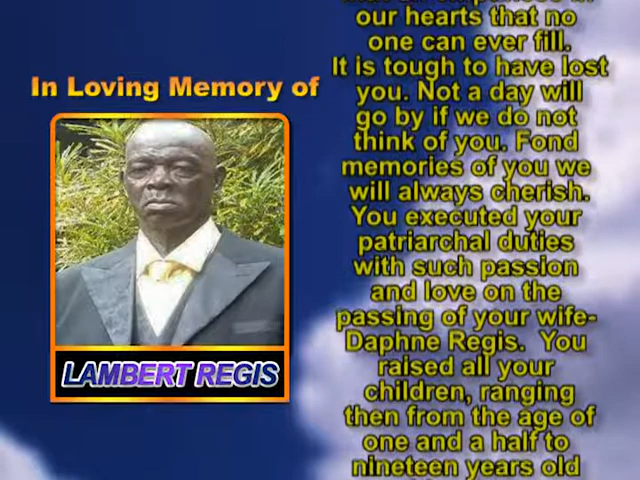 In Loving Memory of
LAMBERT REGIS
our hearts that no
one can ever fill.
It is tough to have lost
you. Not a day will
go by if we do not
think of you. Fond
memories of you we
will always cherish.
You executed your
patriarchal duties
with such passion
and love on the
passing of your wife-
Daphne Regis. You
raised all your
children, ranging
then from the age of
one and a half to
nineteen years old